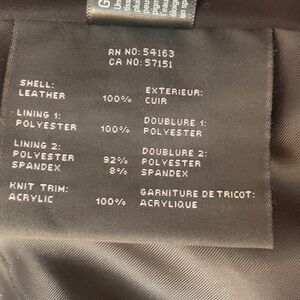 RN NO: 54163
CA NO: 57151
SHELL: EXTERIEUR:
LEATHER 100% CUIR
LINING 1: DOUBLURE 1:
POLYESTER 100% POLYESTER
LINING 2: DOUBLURE 2:
POLYESTER 92% POLYESTER
SPANDEX 8% SPANDEX
KNIT TRIM: GARNITURE DE TRICOT:
ACRYLIC 100% ACRYLIQUE